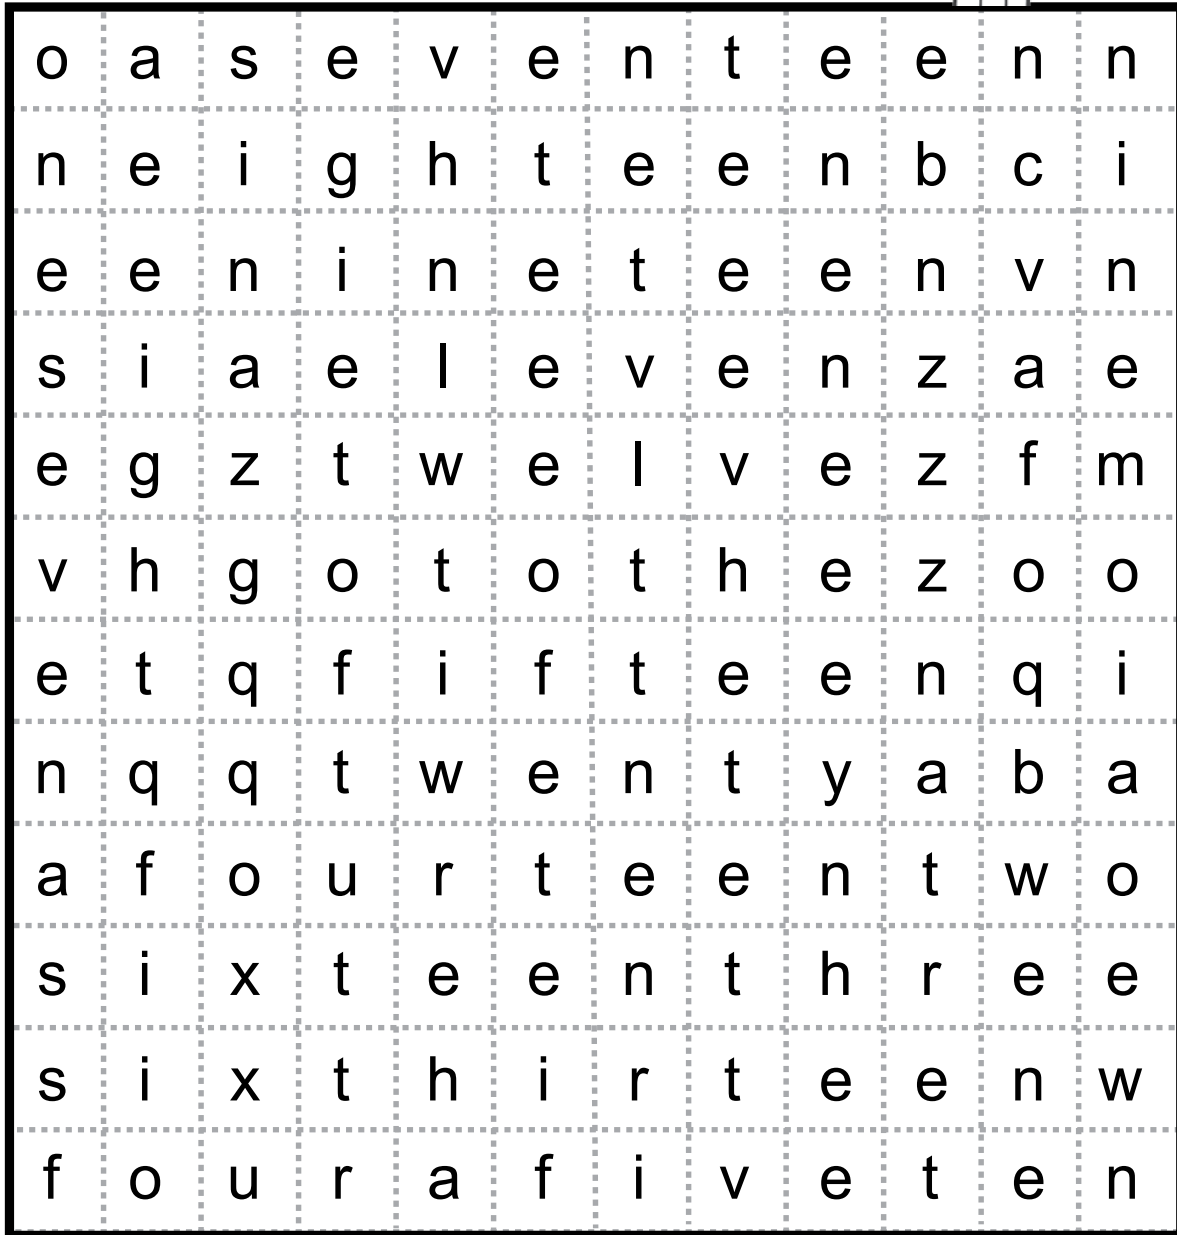 o a s e v e n t e e n n
n e i g h t e e n b c i
e e n i n e t e e n v n
s i a e l e v e n z a e
e g z t w e l v e z f m
v h g o t o t h e z o o
e t q f i f t e e n q i
n q q t w e n t y a b a
a f o u r t e e n t w o
s i x t e e n t h r e e
s i x t h i r t e e n w
f o u r a f i v e t e n